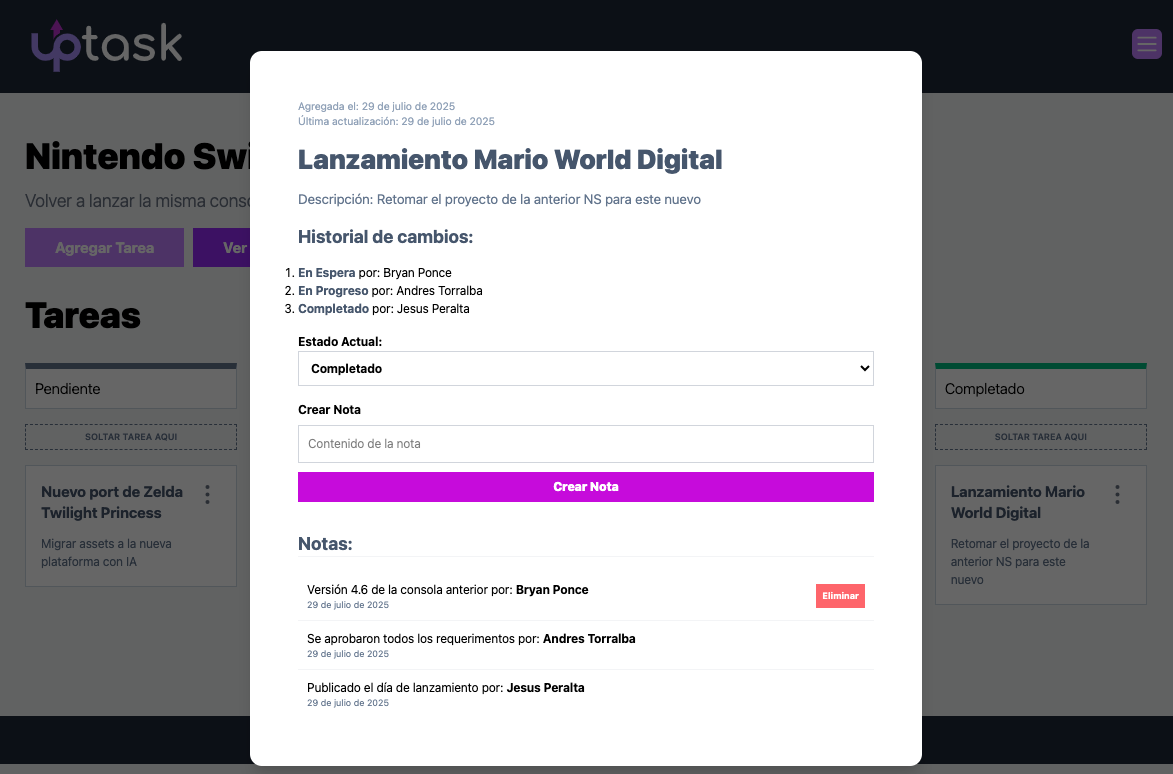 uptask
Nintendo Swi
Volver a lanzar la misma conso
Agregar Tarea
Ver
Tareas
Pendiente
SOLTAR TAREA AQUI
Nuevo port de Zelda
Twilight Princess
Migrar assets a la nueva
plataforma con IA
Agregada el: 29 de julio de 2025
Última actualización: 29 de julio de 2025
Lanzamiento Mario World Digital
Descripción: Retomar el proyecto de la anterior NS para este nuevo
Historial de cambios:
1. En Espera por: Bryan Ponce
2. En Progreso por: Andres Torralba
3. Completado por: Jesus Peralta
Estado Actual:
Completado
Crear Nota
Contenido de la nota
Crear Nota
Notas:
Versión 4.6 de la consola anterior por: Bryan Ponce
29 de julio de 2025
Eliminar
Se aprobaron todos los requerimentos por: Andres Torralba
29 de julio de 2025
Publicado el día de lanzamiento por: Jesus Peralta
29 de julio de 2025
Completado
SOLTAR TAREA AQUI
Lanzamiento Mario
World Digital
Retomar el proyecto de la
anterior NS para este
nuevo